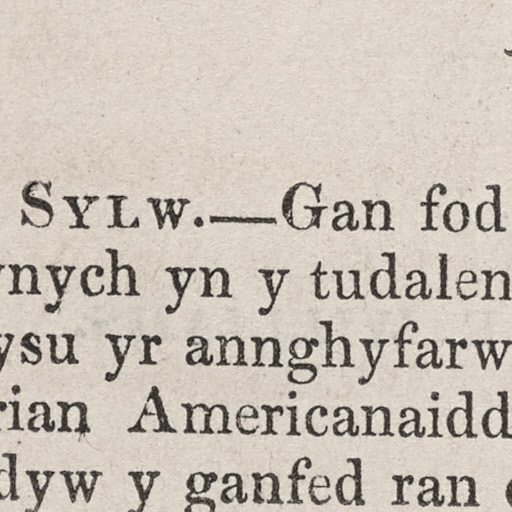 SYLW.—Gan fod
ynych yn y tudalen
ysu yr annghyfarw
rian Americanaidd
dyw y ganfed ran